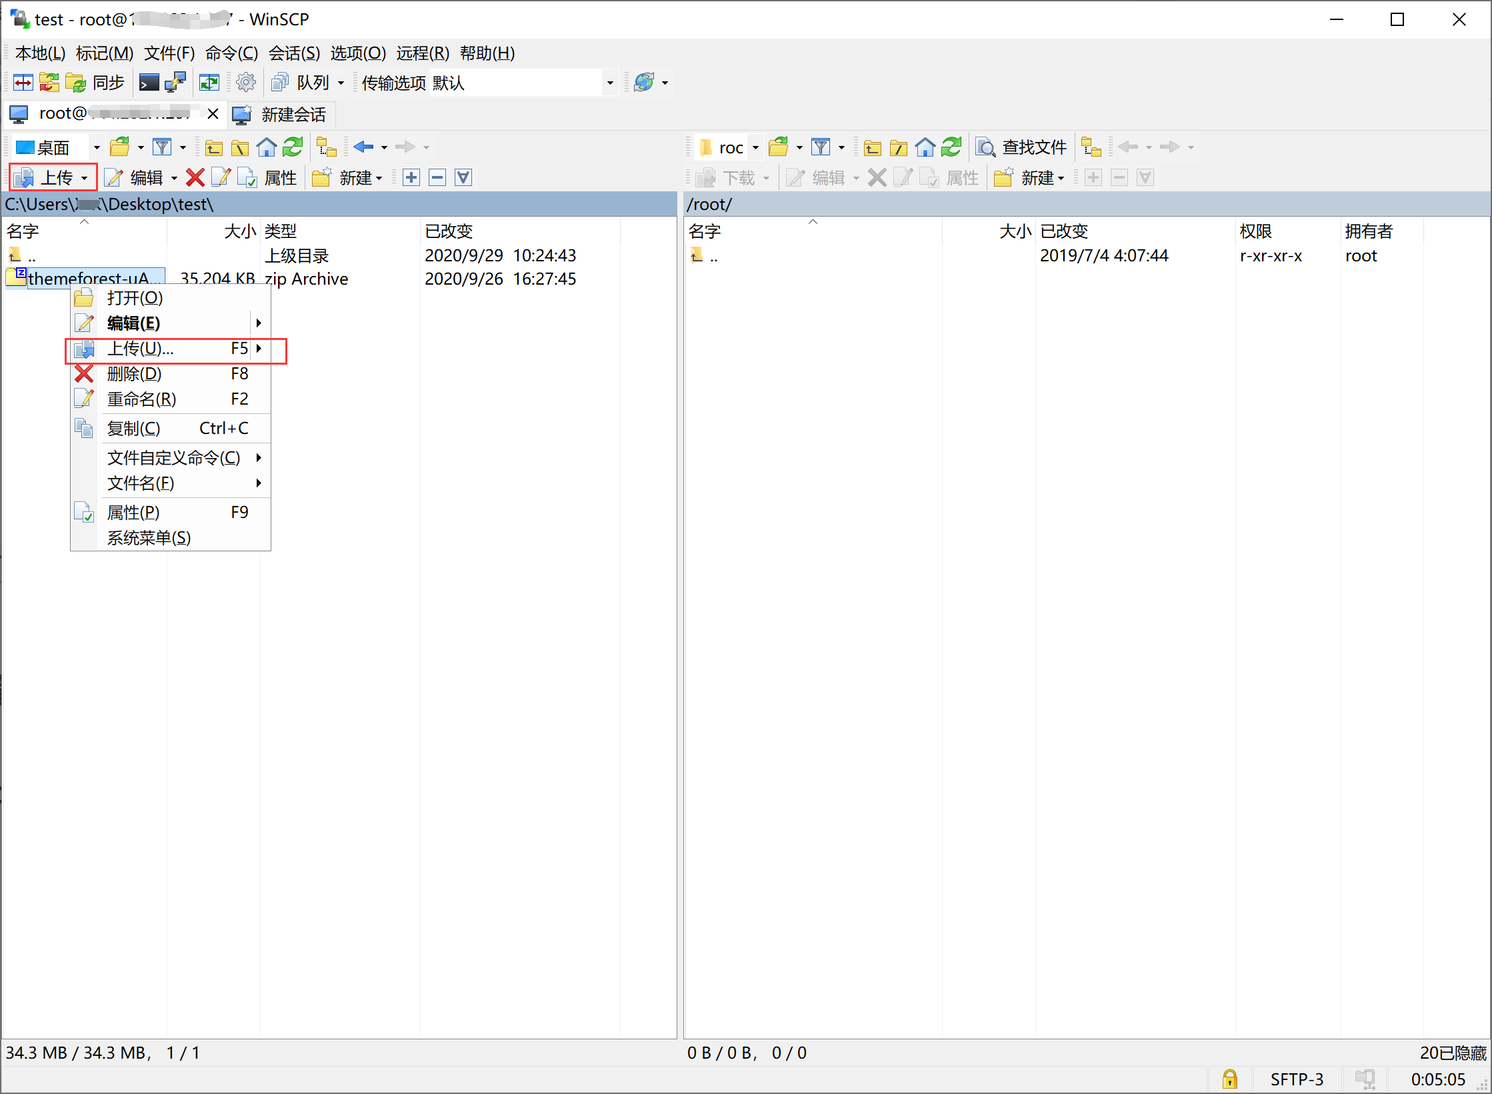 test - root@1 7 - WinSCP
本地(L) 标记(M) 文件(F) 命令(C) 会话(S) 选项(O) 远程(R) 帮助(H)
同步 队列 传输选项 默认
root@ 新建会话
桌面
上传 编辑 属性 新建
C:\Users\ \Desktop\test\
名字 大小 类型 已改变
.. 上级目录 2020/9/29 10:24:43
themeforest-uA... 35,204 KB zip Archive 2020/9/26 16:27:45
打开(O)
编辑(E)
上传(U)... F5
删除(D) F8
重命名(R) F2
复制(C) Ctrl+C
文件自定义命令(C)
文件名(F)
属性(P) F9
系统菜单(S)
34.3 MB / 34.3 MB, 1 / 1
roc 查找文件
下载 编辑 属性 新建
/root/
名字 大小 已改变 权限 拥有者
.. 2019/7/4 4:07:44 r-xr-xr-x root
0 B / 0 B, 0 / 0
20已隐藏
SFTP-3 0:05:05